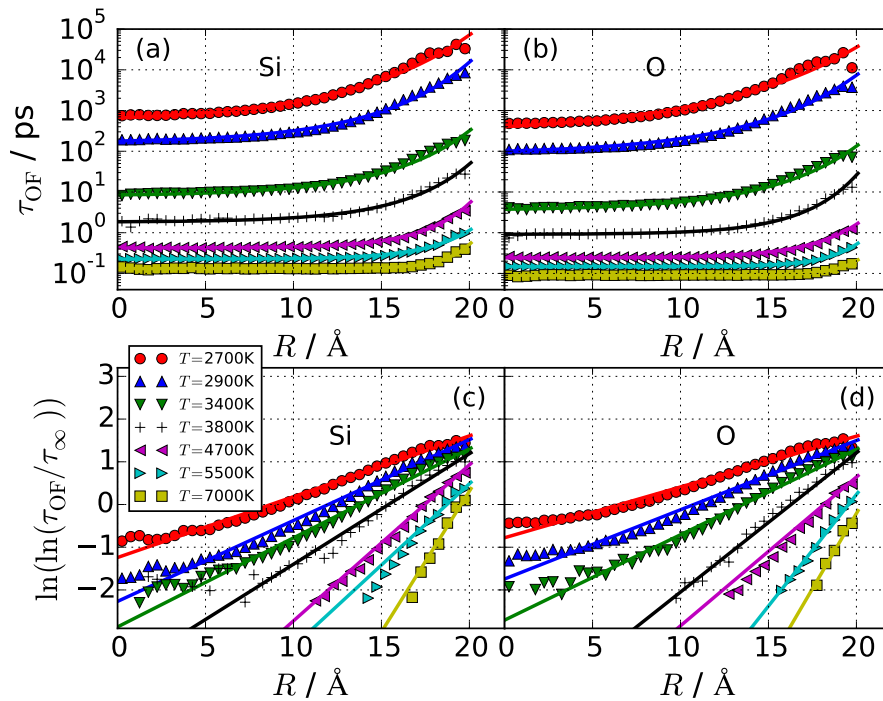 (a)
Si
(b)
O
τ_OF / ps
10^5
10^4
10^3
10^2
10^1
10^0
10^-1
0 5 10 15 20
0 5 10 15 20
R / Å
R / Å
T=2700K
T=2900K
T=3400K
T=3800K
T=4700K
T=5500K
T=7000K
(c)
Si
(d)
O
ln(ln(τ_OF/τ_∞))
3
2
1
0
−1
−2
0 5 10 15 20
0 5 10 15 20
R / Å
R / Å